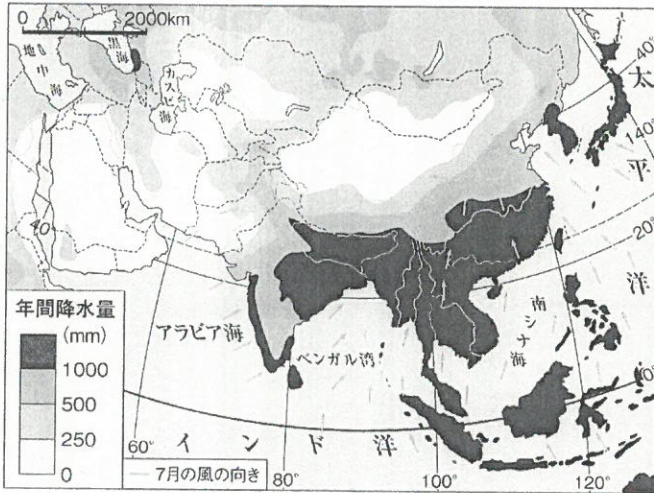 0 2000km
黒海
地中海
カスピ海
40°
太平洋
140°
40
20°
年間降水量
(mm)
1000
500
250
0
アラビア海
ベンガル湾
南シナ海
0°
60°
インド洋
80°
100°
120°
7月の風の向き